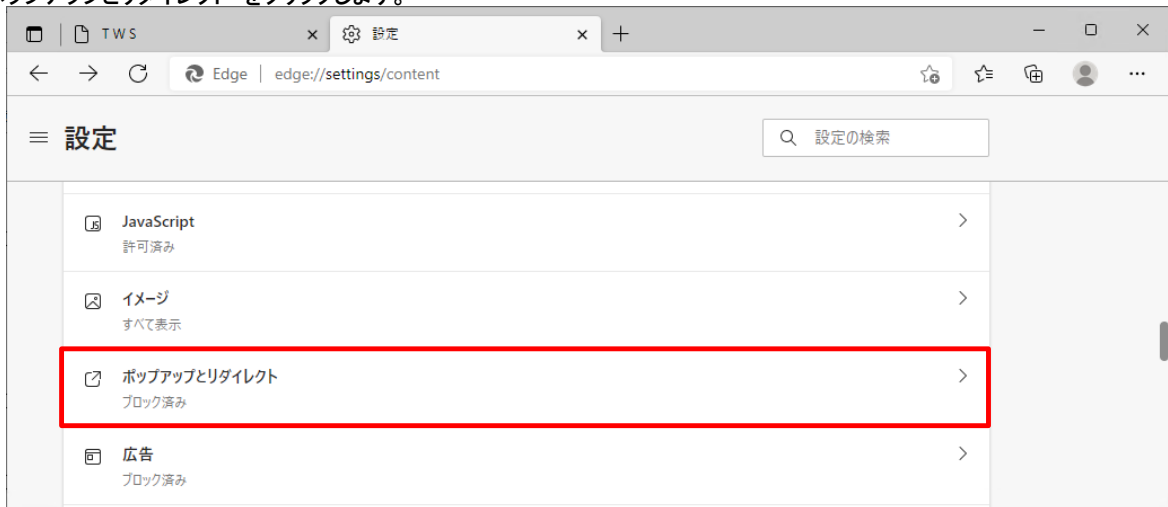 TWS
設定
Edge | edge://settings/content
設定
設定の検索
JavaScript
許可済み
イメージ
すべて表示
ポップアップとリダイレクト
ブロック済み
広告
ブロック済み